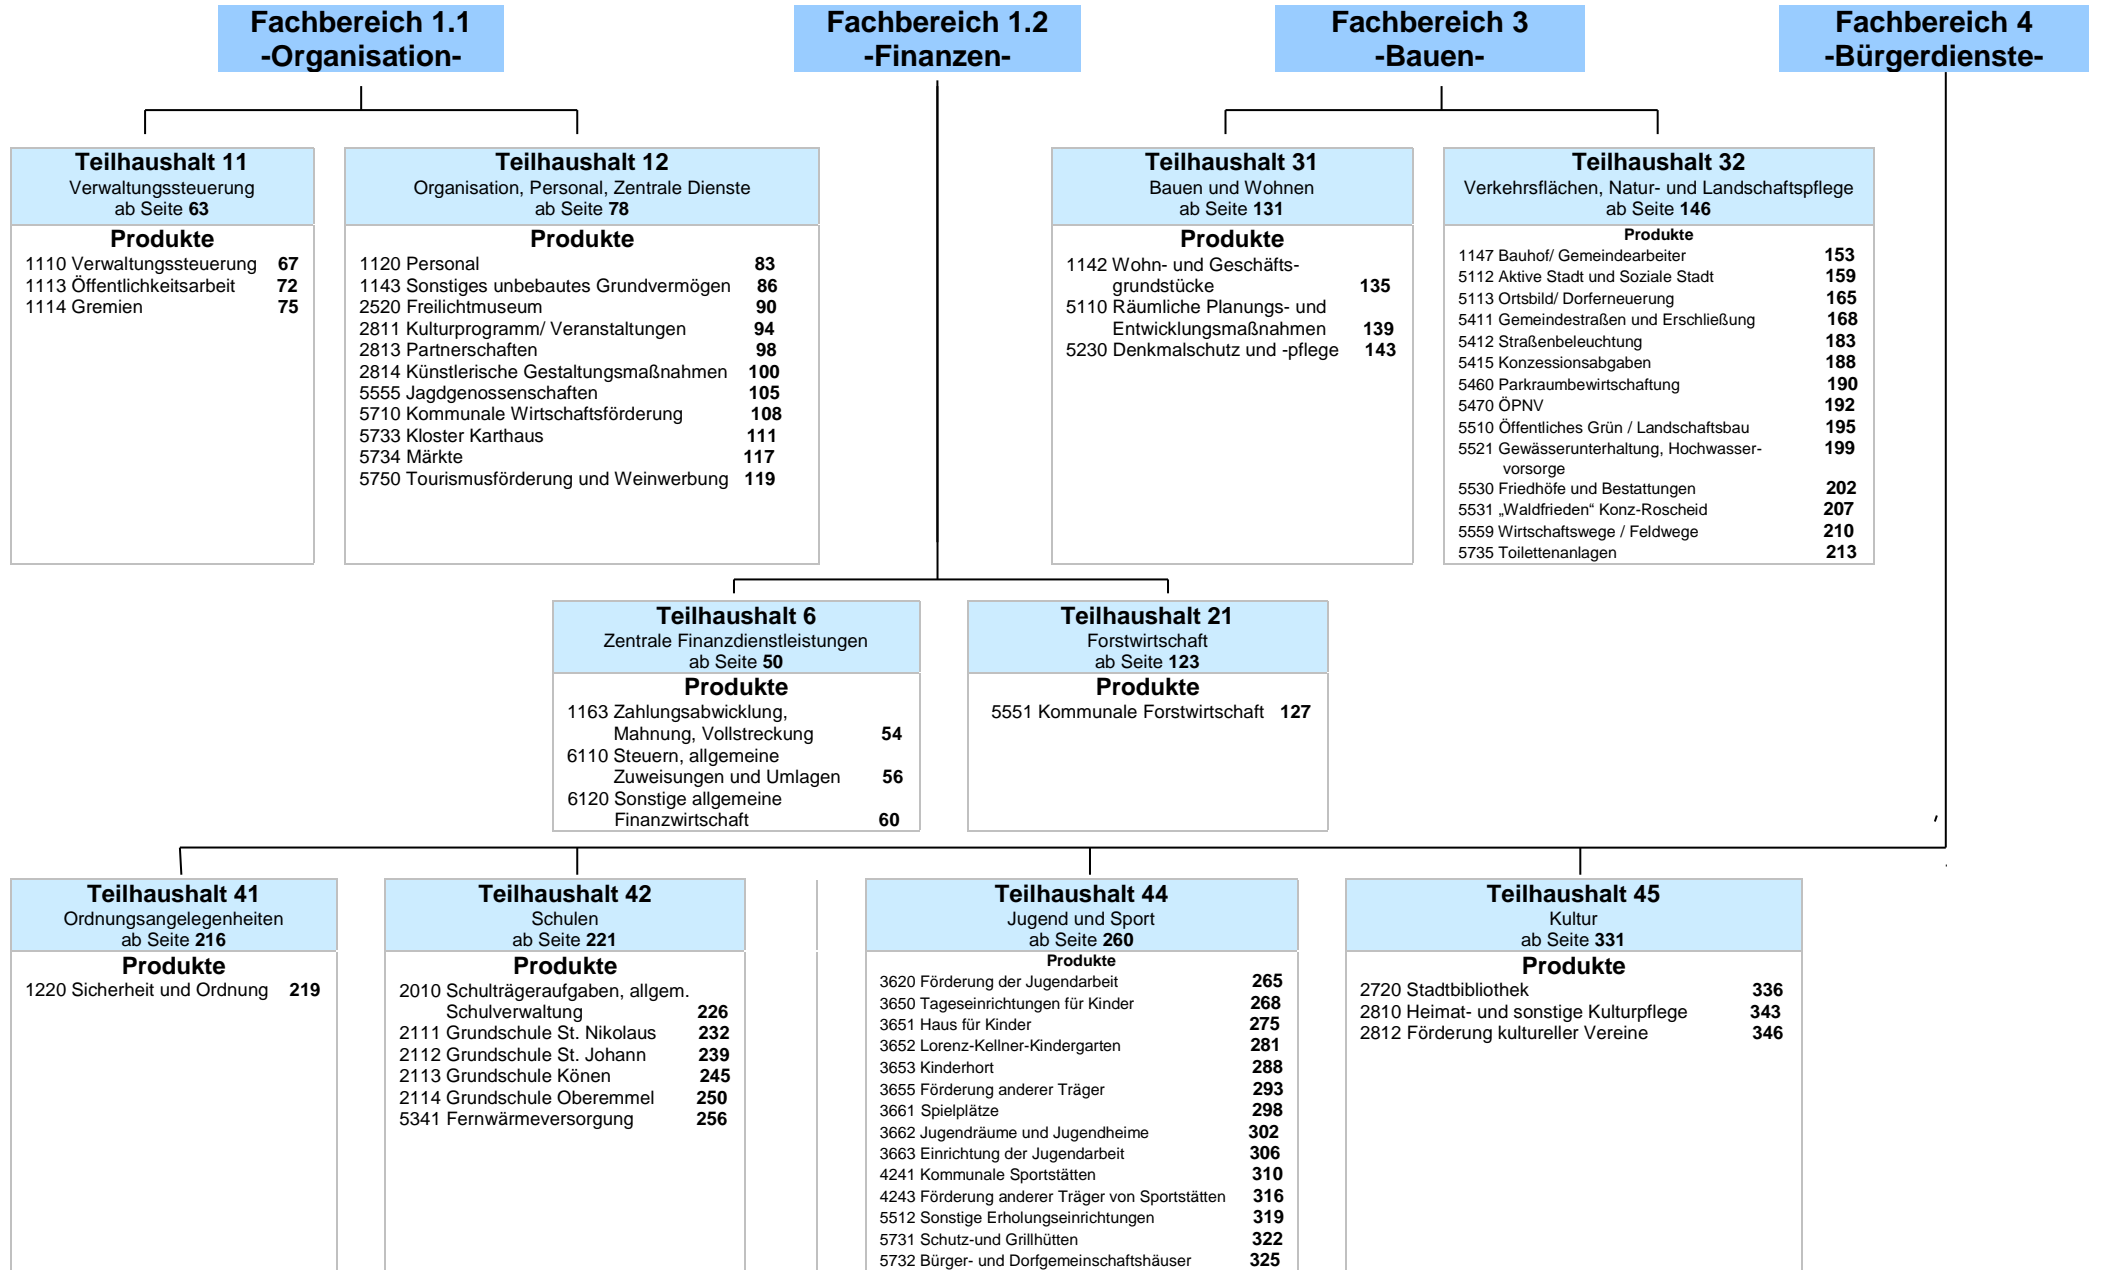 Fachbereich 1.1
-Organisation-
Fachbereich 1.2
-Finanzen-
Fachbereich 3
-Bauen-
Fachbereich 4
-Bürgerdienste-
Teilhaushalt 11
Verwaltungssteuerung
ab Seite 63
Produkte
1110 Verwaltungssteuerung 67
1113 Öffentlichkeitsarbeit 72
1114 Gremien 75
Teilhaushalt 12
Organisation, Personal, Zentrale Dienste
ab Seite 78
Produkte
1120 Personal 83
1143 Sonstiges unbebautes Grundvermögen 86
2520 Freilichtmuseum 90
2811 Kulturprogramm/ Veranstaltungen 94
2813 Partnerschaften 98
2814 Künstlerische Gestaltungsmaßnahmen 100
5555 Jagdgenossenschaften 105
5710 Kommunale Wirtschaftsförderung 108
5733 Kloster Karthaus 111
5734 Märkte 117
5750 Tourismusförderung und Weinwerbung 119
Teilhaushalt 31
Bauen und Wohnen
ab Seite 131
Produkte
1142 Wohn- und Geschäfts-
grundstücke 135
5110 Räumliche Planungs- und
Entwicklungsmaßnahmen 139
5230 Denkmalschutz und -pflege 143
Teilhaushalt 32
Verkehrsflächen, Natur- und Landschaftspflege
ab Seite 146
Produkte
1147 Bauhof/ Gemeindearbeiter 153
5112 Aktive Stadt und Soziale Stadt 159
5113 Ortsbild/ Dorferneuerung 165
5411 Gemeindestraßen und Erschließung 168
5412 Straßenbeleuchtung 183
5415 Konzessionsabgaben 188
5460 Parkraumbewirtschaftung 190
5470 ÖPNV 192
5510 Öffentliches Grün / Landschaftsbau 195
5521 Gewässerunterhaltung, Hochwasser- 199
vorsorge
5530 Friedhöfe und Bestattungen 202
5531 „Waldfrieden“ Konz-Roscheid 207
5559 Wirtschaftswege / Feldwege 210
5735 Toilettenanlagen 213
Teilhaushalt 6
Zentrale Finanzdienstleistungen
ab Seite 50
Produkte
1163 Zahlungsabwicklung,
Mahnung, Vollstreckung 54
6110 Steuern, allgemeine
Zuweisungen und Umlagen 56
6120 Sonstige allgemeine
Finanzwirtschaft 60
Teilhaushalt 21
Forstwirtschaft
ab Seite 123
Produkte
5551 Kommunale Forstwirtschaft 127
Teilhaushalt 41
Ordnungsangelegenheiten
ab Seite 216
Produkte
1220 Sicherheit und Ordnung 219
Teilhaushalt 42
Schulen
ab Seite 221
Produkte
2010 Schulträgeraufgaben, allgem.
Schulverwaltung 226
2111 Grundschule St. Nikolaus 232
2112 Grundschule St. Johann 239
2113 Grundschule Könen 245
2114 Grundschule Oberemmel 250
5341 Fernwärmeversorgung 256
Teilhaushalt 44
Jugend und Sport
ab Seite 260
Produkte
3620 Förderung der Jugendarbeit 265
3650 Tageseinrichtungen für Kinder 268
3651 Haus für Kinder 275
3652 Lorenz-Kellner-Kindergarten 281
3653 Kinderhort 288
3655 Förderung anderer Träger 293
3661 Spielplätze 298
3662 Jugendräume und Jugendheime 302
3663 Einrichtung der Jugendarbeit 306
4241 Kommunale Sportstätten 310
4243 Förderung anderer Träger von Sportstätten 316
5512 Sonstige Erholungseinrichtungen 319
5731 Schutz-und Grillhütten 322
5732 Bürger- und Dorfgemeinschaftshäuser 325
Teilhaushalt 45
Kultur
ab Seite 331
Produkte
2720 Stadtbibliothek 336
2810 Heimat- und sonstige Kulturpflege 343
2812 Förderung kultureller Vereine 346